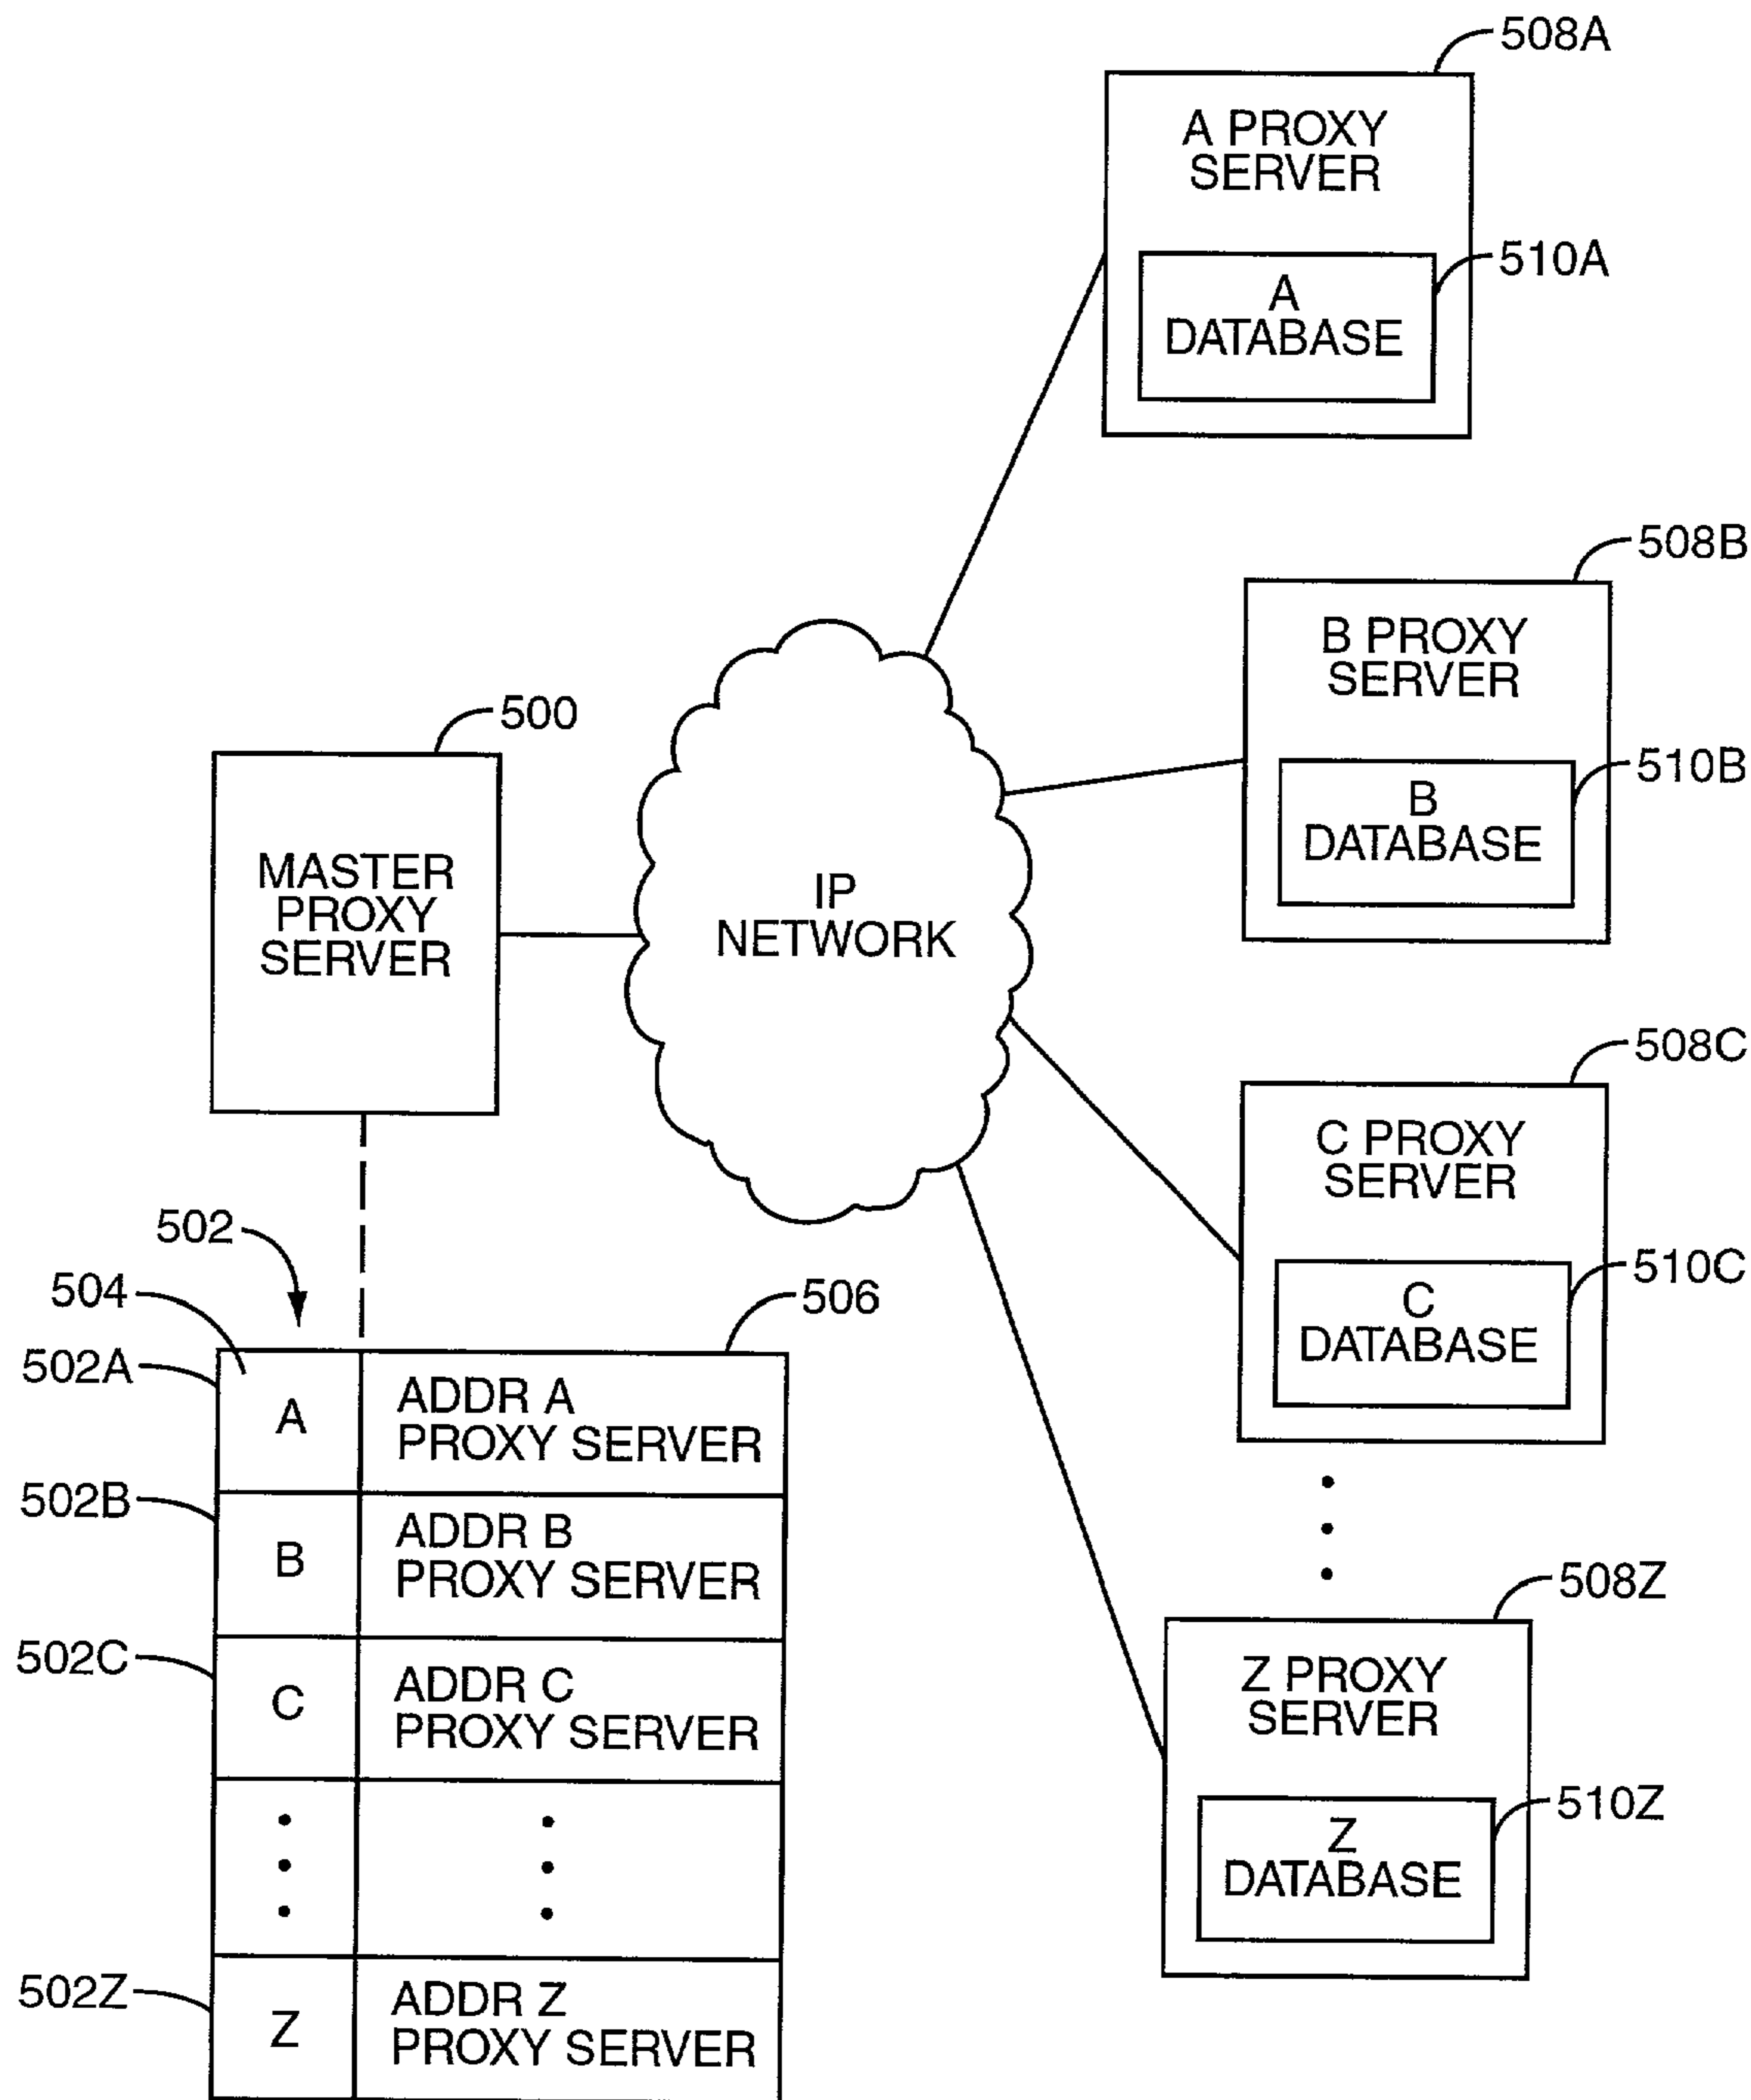 508A
A PROXY
SERVER
510A
A
DATABASE
508B
B PROXY
SERVER
510B
B
DATABASE
500
MASTER
PROXY
SERVER
IP
NETWORK
508C
C PROXY
SERVER
510C
C
DATABASE
502
504
506
502A
A
ADDR A
PROXY SERVER
502B
B
ADDR B
PROXY SERVER
502C
C
ADDR C
PROXY SERVER
508Z
Z PROXY
SERVER
510Z
Z
DATABASE
502Z
Z
ADDR Z
PROXY SERVER